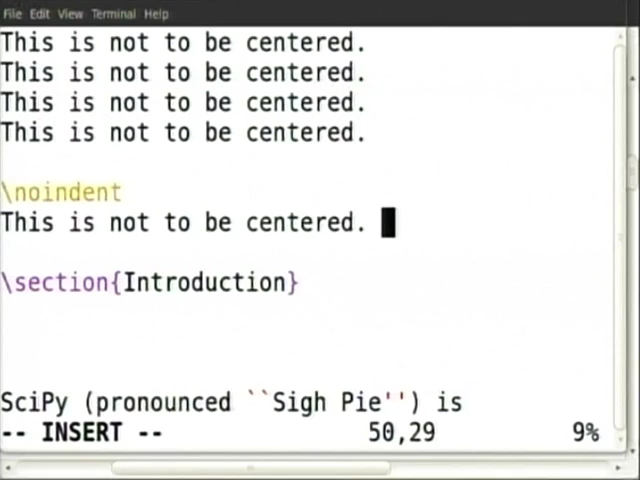 File Edit View Terminal Help
This is not to be centered.
This is not to be centered.
This is not to be centered.
This is not to be centered.
\noindent
This is not to be centered.
\section{Introduction}
SciPy (pronounced ``Sigh Pie'') is
-- INSERT -- 50,29 9%